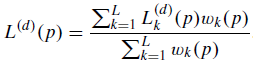 L^{(d)}(p) = \frac{\sum_{k=1}^{L} L_k^{(d)}(p) w_k(p)}{\sum_{k=1}^{L} w_k(p)}